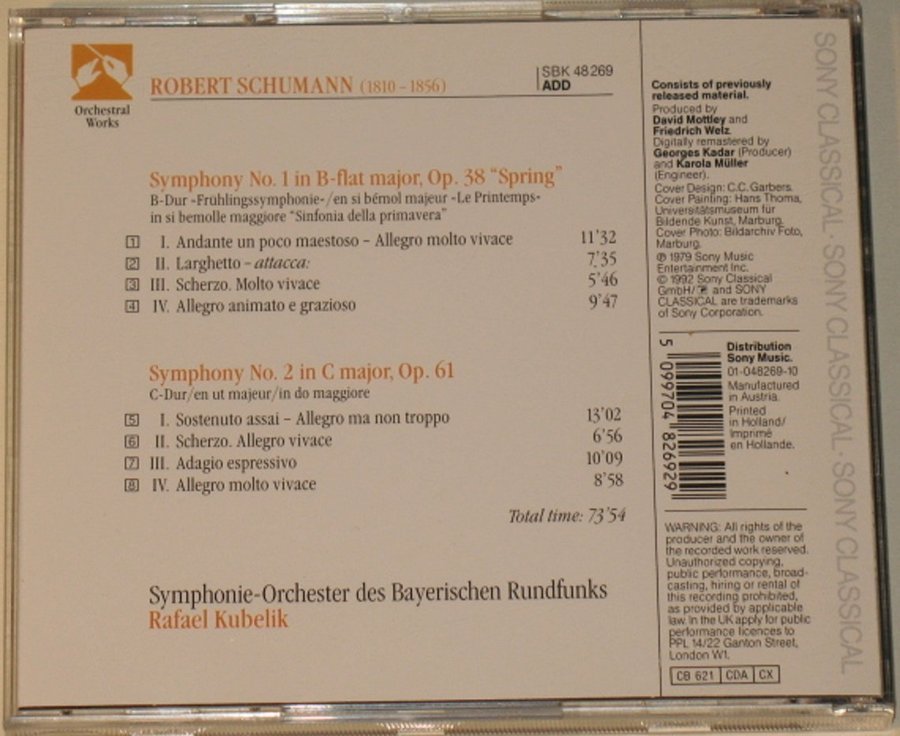 Orchestral
Works
ROBERT SCHUMANN (1810 – 1856)
SBK 48269
ADD
Symphony No. 1 in B-flat major, Op. 38 “Spring”
B-Dur »Frühlingssymphonie«/en si bémol majeur «Le Printemps»
in si bemolle maggiore “Sinfonia della primavera”
1 I. Andante un poco maestoso – Allegro molto vivace 11'32
2 II. Larghetto – attacca: 7'35
3 III. Scherzo. Molto vivace 5'46
4 IV. Allegro animato e grazioso 9'47
Symphony No. 2 in C major, Op. 61
C-Dur/en ut majeur/in do maggiore
5 I. Sostenuto assai – Allegro ma non troppo 13'02
6 II. Scherzo. Allegro vivace 6'56
7 III. Adagio espressivo 10'09
8 IV. Allegro molto vivace 8'58
Total time: 73'54
Symphonie-Orchester des Bayerischen Rundfunks
Rafael Kubelik
Consists of previously
released material.
Produced by
David Mottley and
Friedrich Welz.
Digitally remastered by
Georges Kadar (Producer)
and Karola Müller
(Engineer).
Cover Design: C.C. Garbers.
Cover Painting: Hans Thoma,
Universitätsmuseum für
Bildende Kunst, Marburg.
Cover Photo: Bildarchiv Foto,
Marburg.
℗ 1979 Sony Music
Entertainment Inc.
© 1992 Sony Classical
GmbH/ and SONY
CLASSICAL are trademarks
of Sony Corporation.
5 099704 826929
Distribution
Sony Music.
01-048269-10
Manufactured
in Austria.
Printed
in Holland/
Imprimé
en Hollande.
WARNING: All rights of the
producer and the owner of
the recorded work reserved.
Unauthorized copying,
public performance, broad-
casting, hiring or rental of
this recording prohibited,
as provided by applicable
law. In the UK apply for public
performance licences to
PPL 14/22 Ganton Street,
London W1.
CB 621 CDA CX
SONY CLASSICAL · SONY CLASSICAL · SONY CLASSICAL